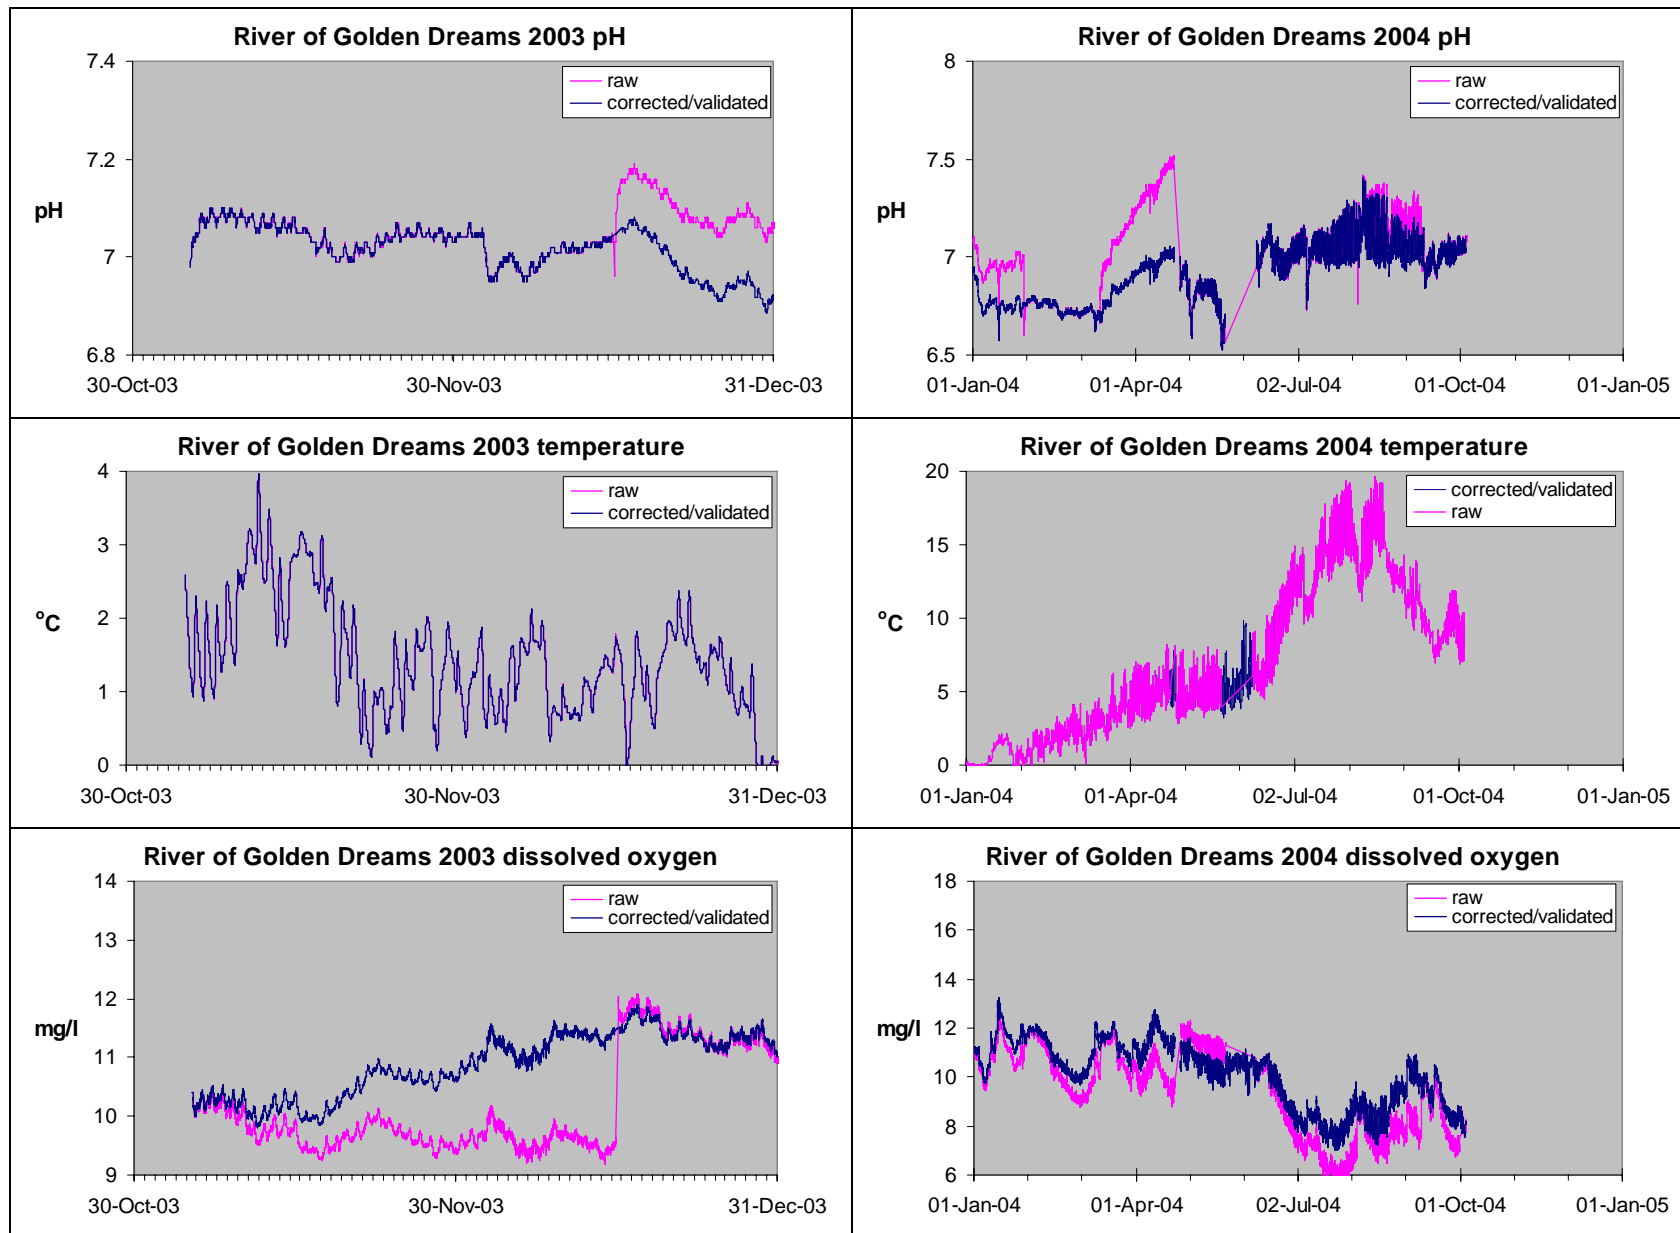 River of Golden Dreams 2003 pH
7.4
raw
corrected/validated
7.2
pH
7
6.8
30-Oct-03 30-Nov-03 31-Dec-03
River of Golden Dreams 2004 pH
8
raw
corrected/validated
7.5
pH
7
6.5
01-Jan-04 01-Apr-04 02-Jul-04 01-Oct-04 01-Jan-05
River of Golden Dreams 2003 temperature
4
raw
corrected/validated
3
2
°C
1
0
30-Oct-03 30-Nov-03 31-Dec-03
River of Golden Dreams 2004 temperature
20
corrected/validated
raw
15
10
°C
5
0
01-Jan-04 01-Apr-04 02-Jul-04 01-Oct-04 01-Jan-05
River of Golden Dreams 2003 dissolved oxygen
14
raw
corrected/validated
13
12
mg/l
11
10
9
30-Oct-03 30-Nov-03 31-Dec-03
River of Golden Dreams 2004 dissolved oxygen
18
raw
corrected/validated
16
14
12
mg/l
10
8
6
01-Jan-04 01-Apr-04 02-Jul-04 01-Oct-04 01-Jan-05